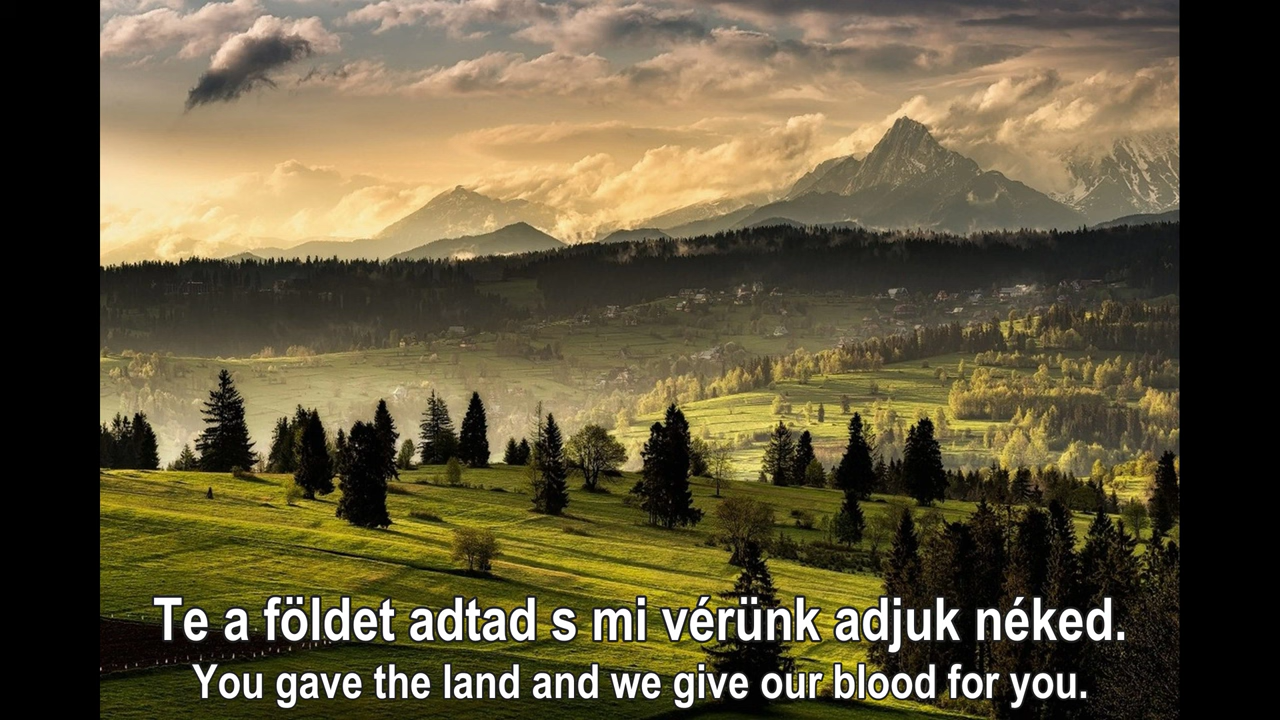 Te a földet adtad s mi vérünk adjuk néked.
You gave the land and we give our blood for you.